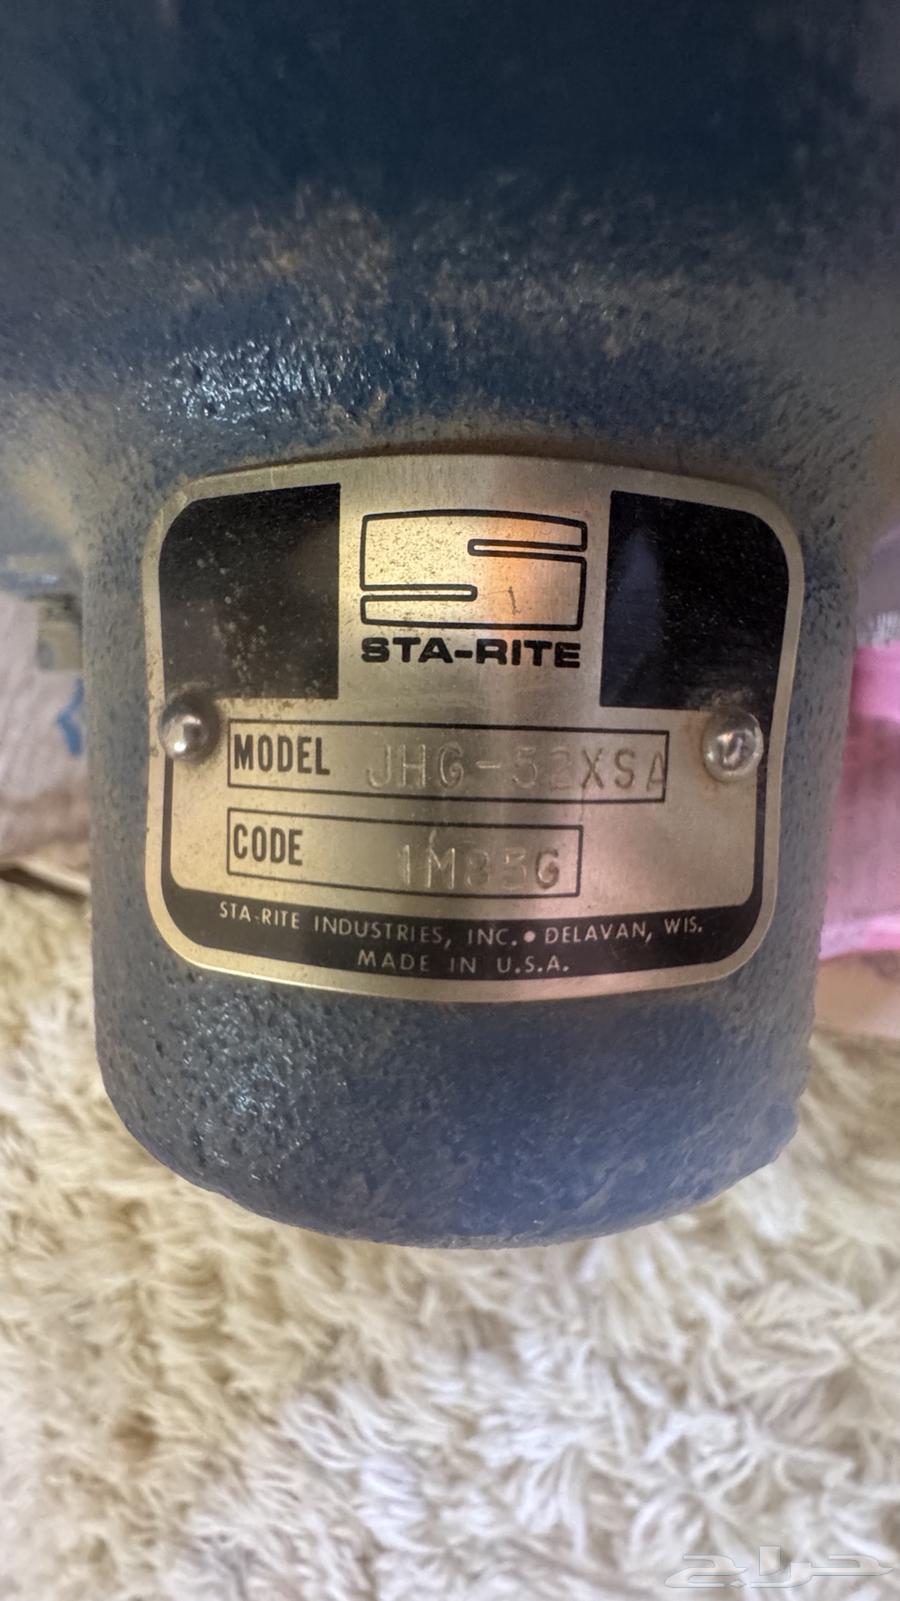 STA-RITE
MODEL JHG-52XSA
CODE 1M85G
STA-RITE INDUSTRIES, INC. • DELAVAN, WIS.
MADE IN U.S.A.
حراج